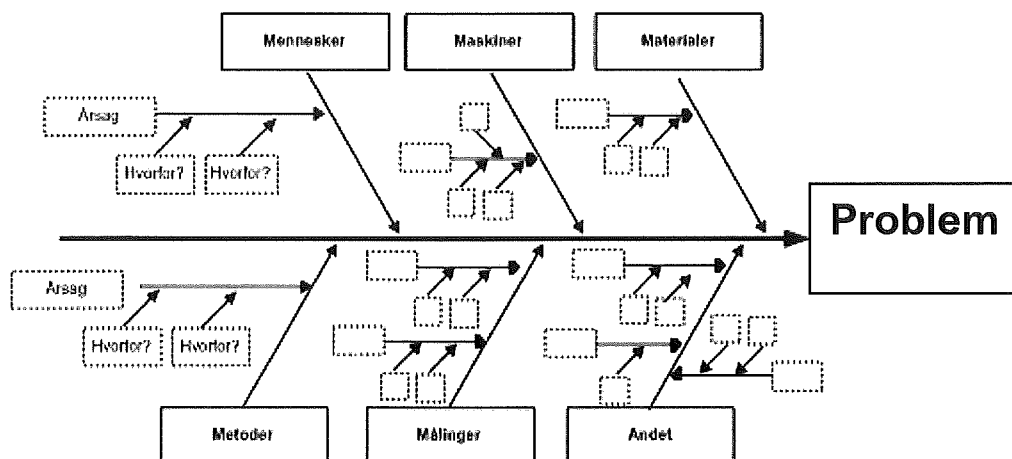 Mennesker
Maskiner
Materialer
Årsag
Hvorfor?
Hvorfor?
Problem
Årsag
Hvorfor?
Hvorfor?
Metoder
Målinger
Andet